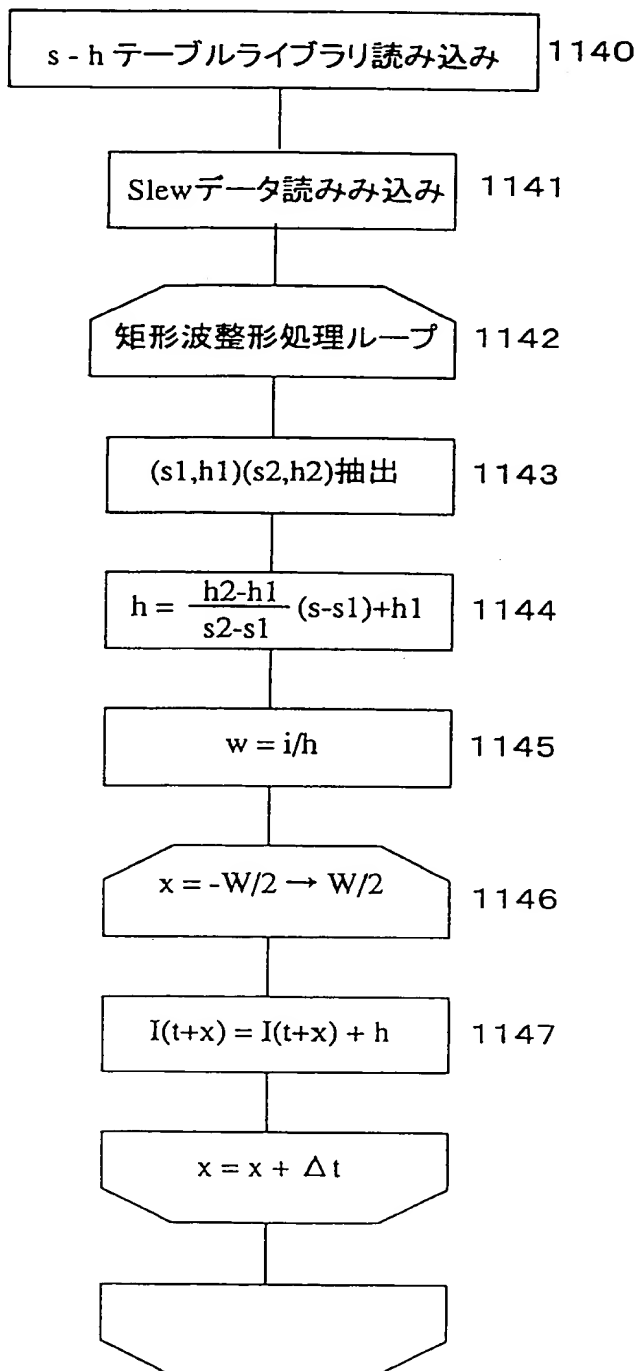 s - h テーブルライブラリ読み込み 1140
Slewデータ読みみ込み 1141
矩形波整形処理ループ 1142
(s1,h1)(s2,h2)抽出 1143
h = \frac{h2-h1}{s2-s1} (s-s1)+h1 1144
w = i/h 1145
x = -W/2 → W/2 1146
I(t+x) = I(t+x) + h 1147
x = x + Δt